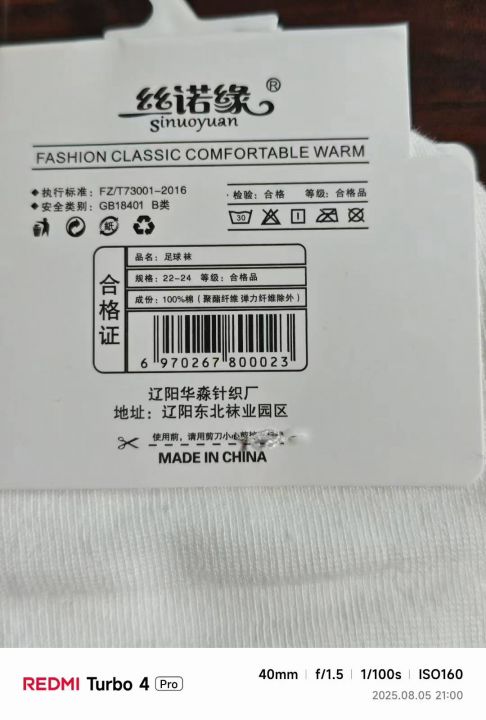 丝诺缘®
sinuoyuan
FASHION CLASSIC COMFORTABLE WARM
◆执行标准：FZ/T73001-2016
◆安全类别：GB18401 B类
·检验：合格 等级：合格品
30
纸
合格证
品名：足球袜
规格：22-24 等级：合格品
成份：100%棉（聚酯纤维弹力纤维除外）
6 970267 800023
辽阳华淼针织厂
地址：辽阳东北袜业园区
使用前，请用剪刀小心剪
MADE IN CHINA
REDMI Turbo 4 Pro
40mm f/1.5 1/100s ISO160
2025.08.05 21:00